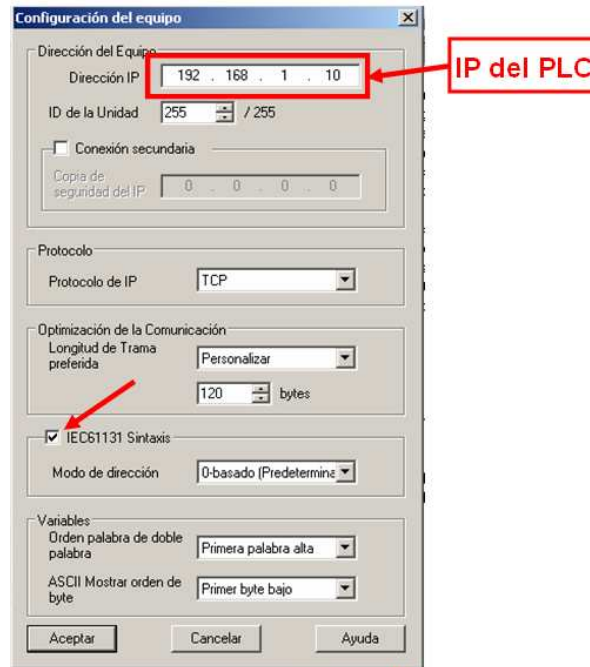 Configuración del equipo
Dirección del Equipo
Dirección IP 192 . 168 . 1 . 10
IP del PLC
ID de la Unidad 255 / 255
Conexión secundaria
Copia de
seguridad del IP 0 . 0 . 0 . 0
Protocolo
Protocolo de IP TCP
Optimización de la Comunicación
Longitud de Trama
preferida Personalizar
120 bytes
IEC61131 Sintaxis
Modo de dirección 0-basado (Predetermina
Variables
Orden palabra de doble
palabra Primera palabra alta
ASCII Mostrar orden de
byte Primer byte bajo
Aceptar Cancelar Ayuda